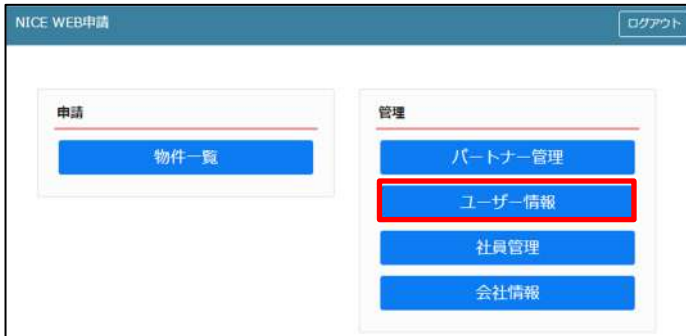 NICE WEB申請
ログアウト
申請
物件一覧
管理
パートナー管理
ユーザー情報
社員管理
会社情報